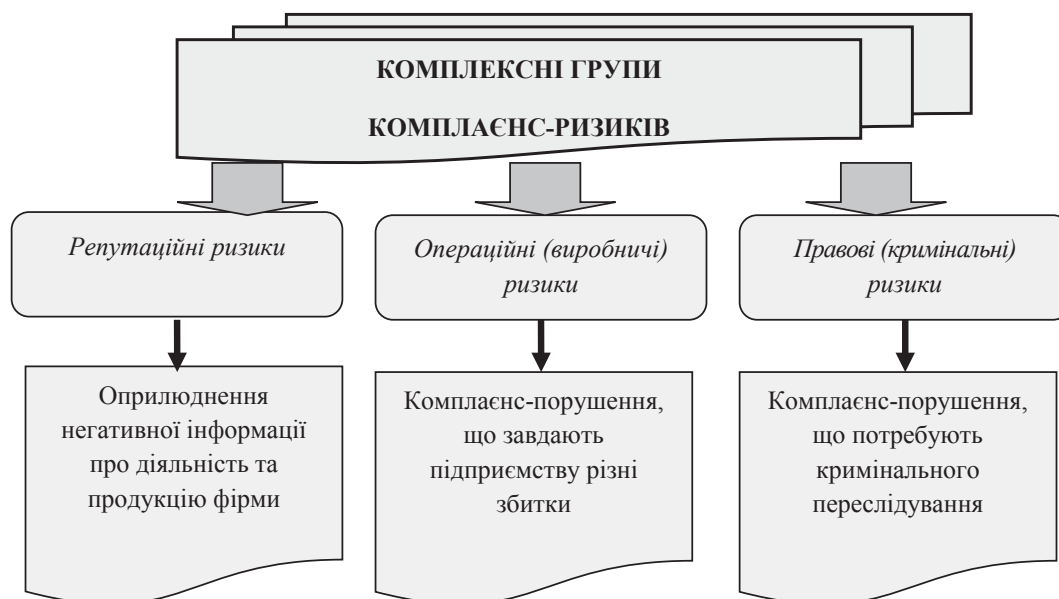 КОМПЛЕКСНІ ГРУПИ
КОМПЛАЄНС-РИЗИКІВ
Репутаційні ризики
Операційні (виробничі)
ризики
Правові (кримінальні)
ризики
Оприлюднення
негативної інформації
про діяльність та
продукцію фірми
Комплаєнс-порушення,
що завдають
підприємству різні
збитки
Комплаєнс-порушення,
що потребують
кримінального
переслідування